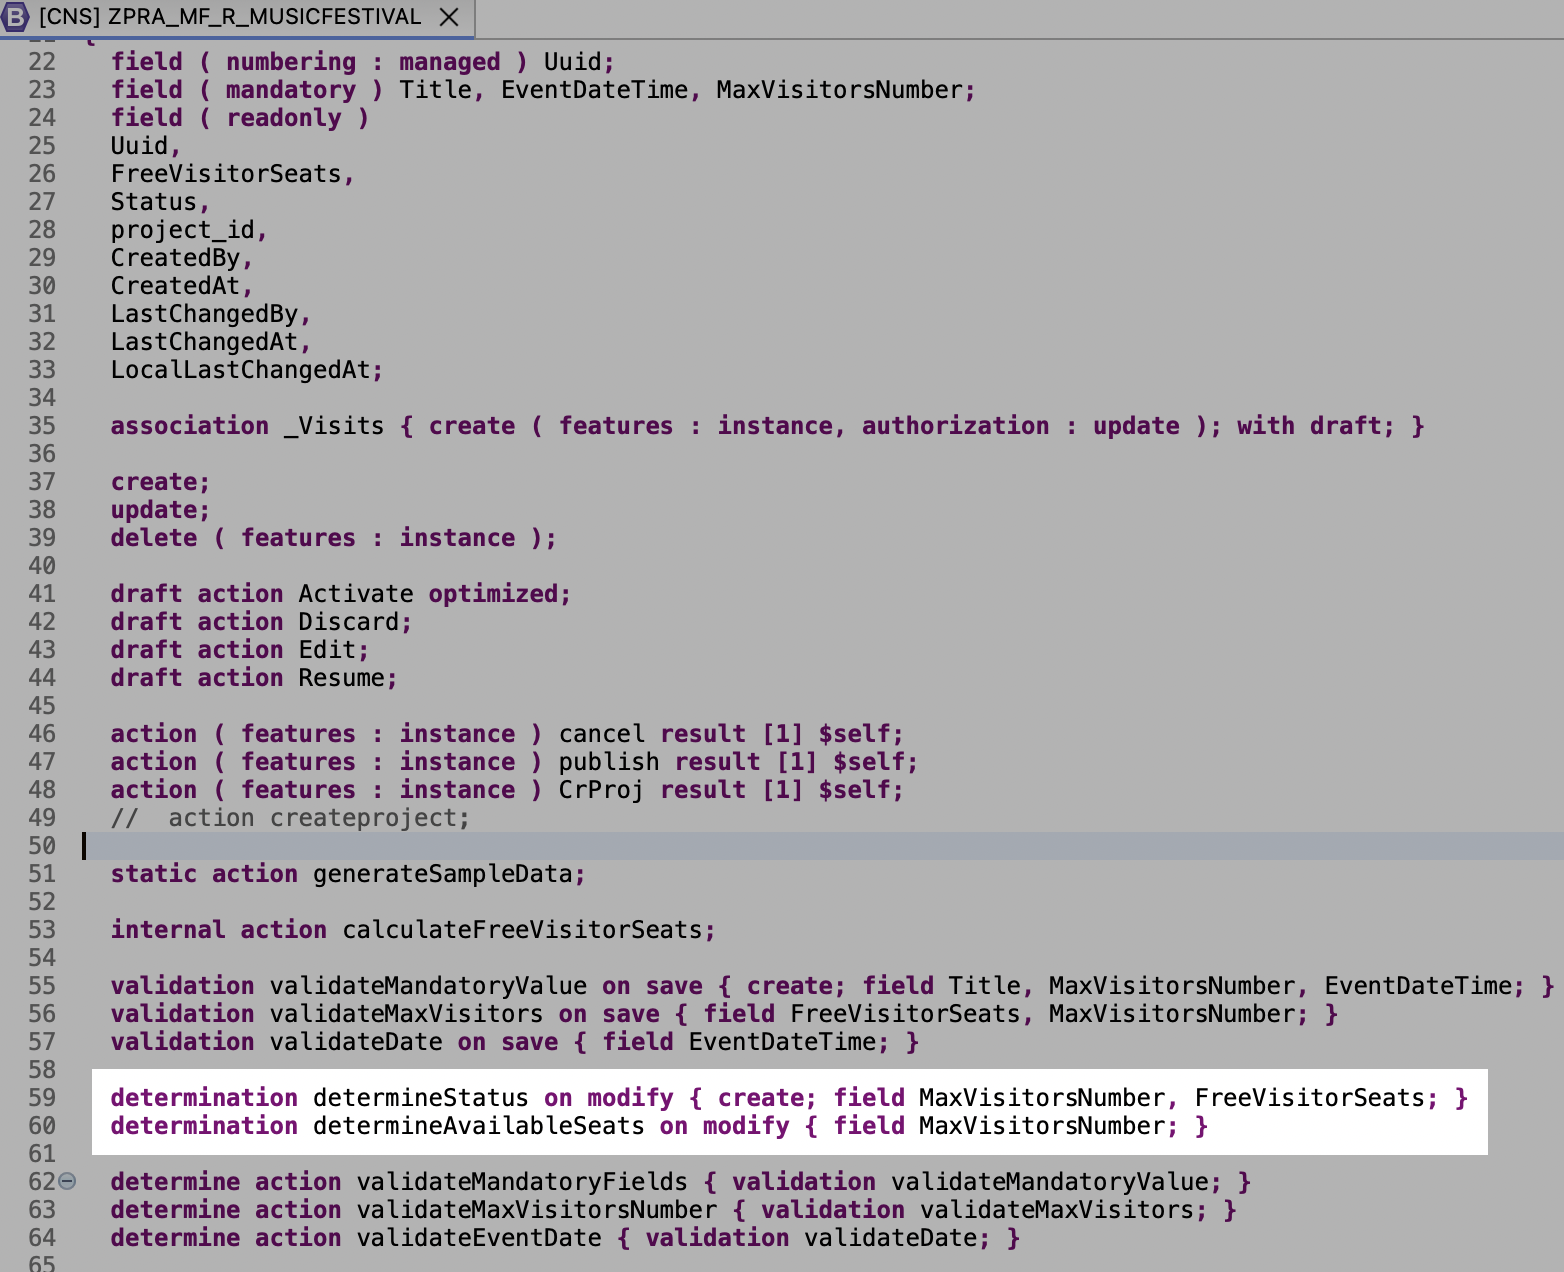 B [CNS] ZPRA_MF_R_MUSICFESTIVAL
{
22 field ( numbering : managed ) Uuid;
23 field ( mandatory ) Title, EventDateTime, MaxVisitorsNumber;
24 field ( readonly )
25 Uuid,
26 FreeVisitorSeats,
27 Status,
28 project_id,
29 CreatedBy,
30 CreatedAt,
31 LastChangedBy,
32 LastChangedAt,
33 LocalLastChangedAt;
34
35 association _Visits { create ( features : instance, authorization : update ); with draft; }
36
37 create;
38 update;
39 delete ( features : instance );
40
41 draft action Activate optimized;
42 draft action Discard;
43 draft action Edit;
44 draft action Resume;
45
46 action ( features : instance ) cancel result [1] $self;
47 action ( features : instance ) publish result [1] $self;
48 action ( features : instance ) CrProj result [1] $self;
49 //  action createproject;
50
51 static action generateSampleData;
52
53 internal action calculateFreeVisitorSeats;
54
55 validation validateMandatoryValue on save { create; field Title, MaxVisitorsNumber, EventDateTime; }
56 validation validateMaxVisitors on save { field FreeVisitorSeats, MaxVisitorsNumber; }
57 validation validateDate on save { field EventDateTime; }
58
59 determination determineStatus on modify { create; field MaxVisitorsNumber, FreeVisitorSeats; }
60 determination determineAvailableSeats on modify { field MaxVisitorsNumber; }
61
62 determine action validateMandatoryFields { validation validateMandatoryValue; }
63 determine action validateMaxVisitorsNumber { validation validateMaxVisitors; }
64 determine action validateEventDate { validation validateDate; }
65